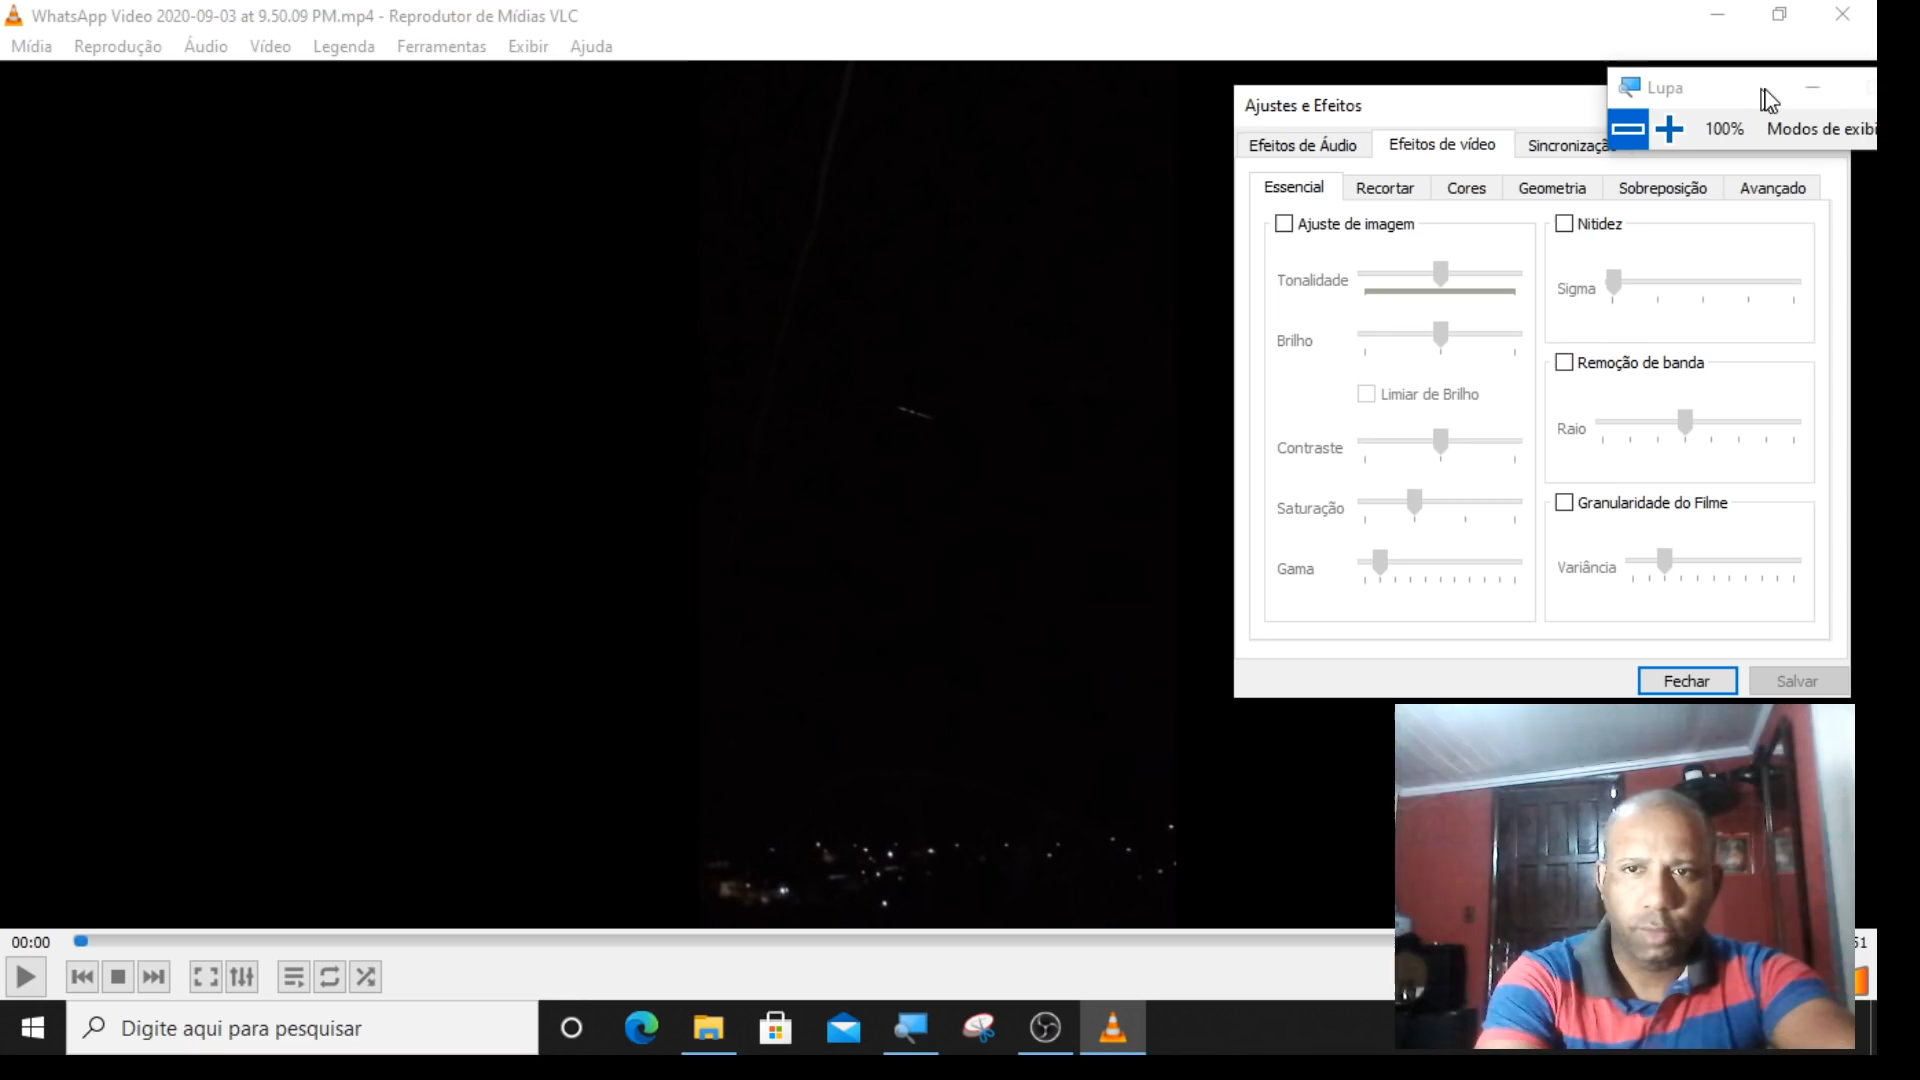 WhatsApp Video 2020-09-03 at 9.50.09 PM.mp4 - Reprodutor de Mídias VLC
Mídia Reprodução Áudio Vídeo Legenda Ferramentas Exibir Ajuda
Lupa
100% Modos de exibi
Ajustes e Efeitos
Efeitos de Áudio Efeitos de vídeo Sincronizaçã
Essencial Recortar Cores Geometria Sobreposição Avançado
Ajuste de imagem
Tonalidade
Brilho
Limiar de Brilho
Contraste
Saturação
Gama
Nitidez
Sigma
Remoção de banda
Raio
Granularidade do Filme
Variância
Fechar Salvar
00:00
51
Digite aqui para pesquisar